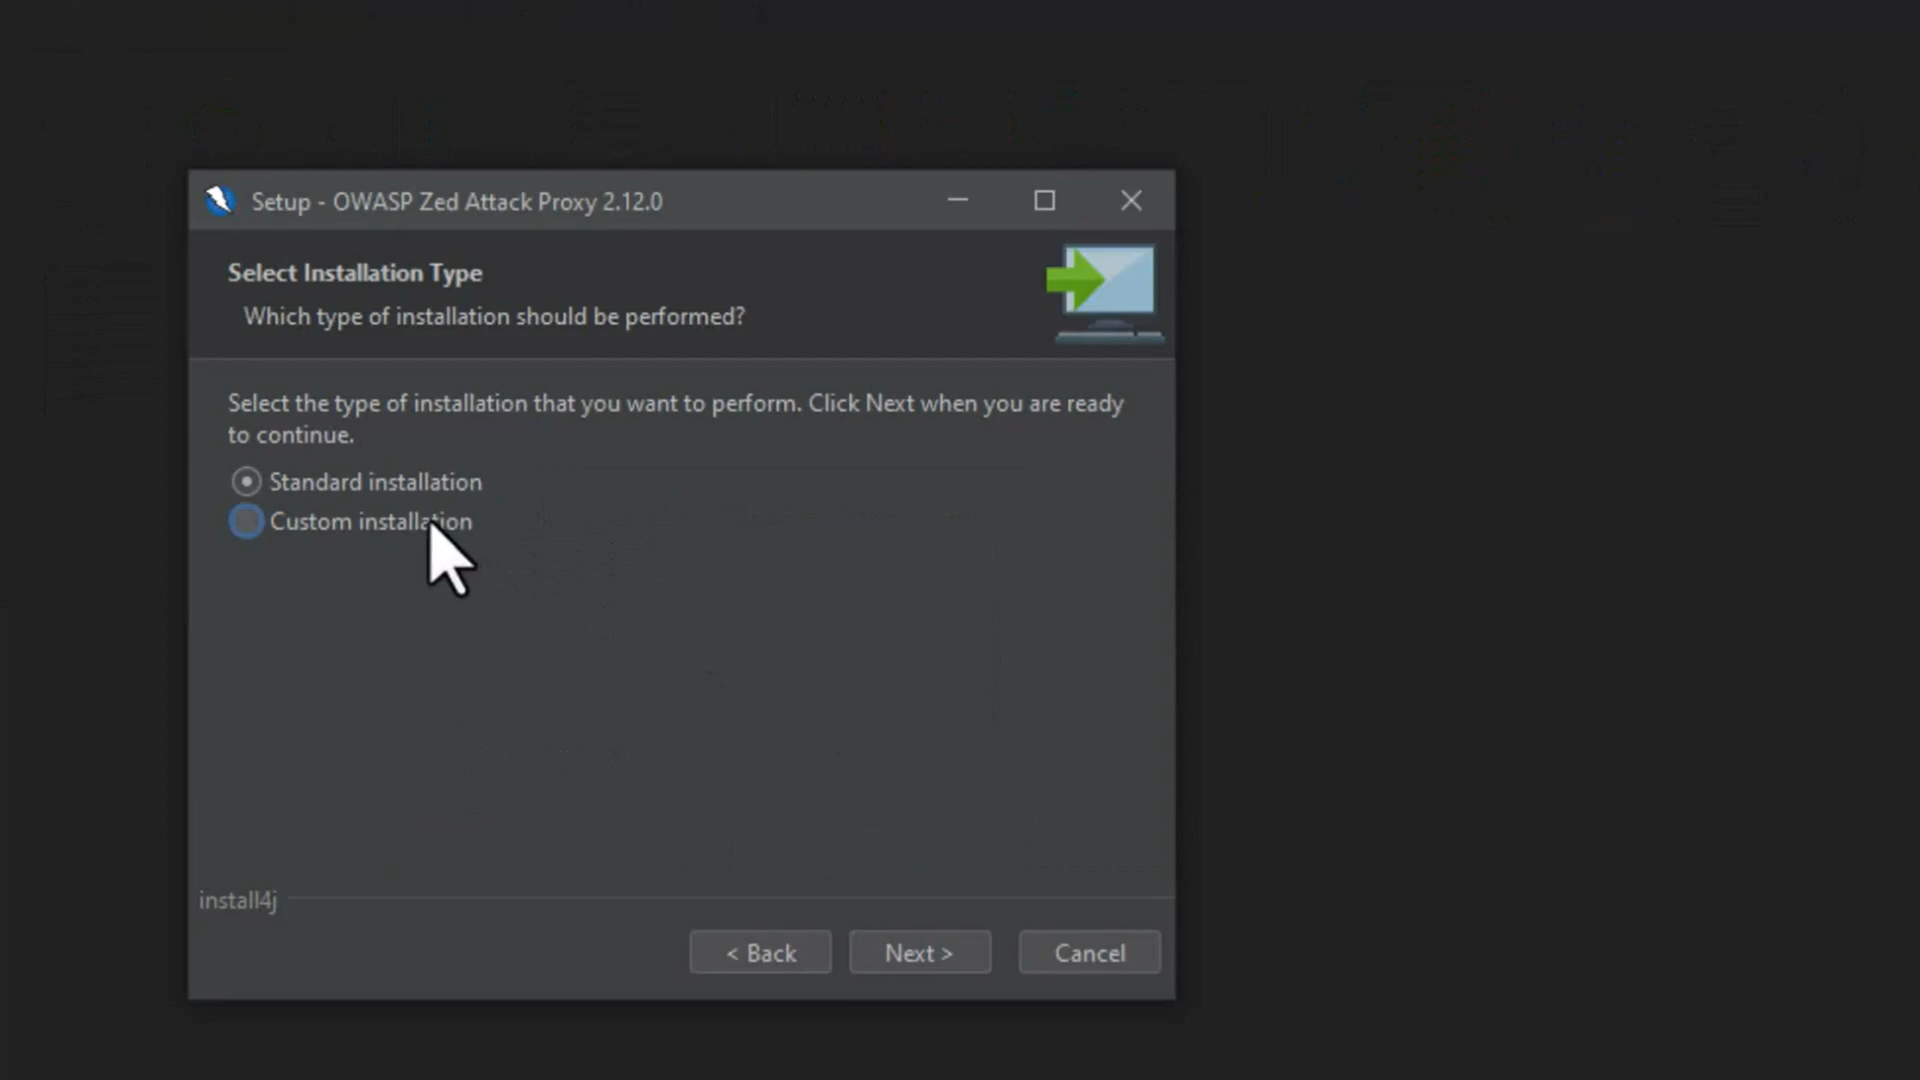 Setup - OWASP Zed Attack Proxy 2.12.0
Select Installation Type
Which type of installation should be performed?
Select the type of installation that you want to perform. Click Next when you are ready
to continue.
Standard installation
Custom installation
install4j
< Back
Next >
Cancel